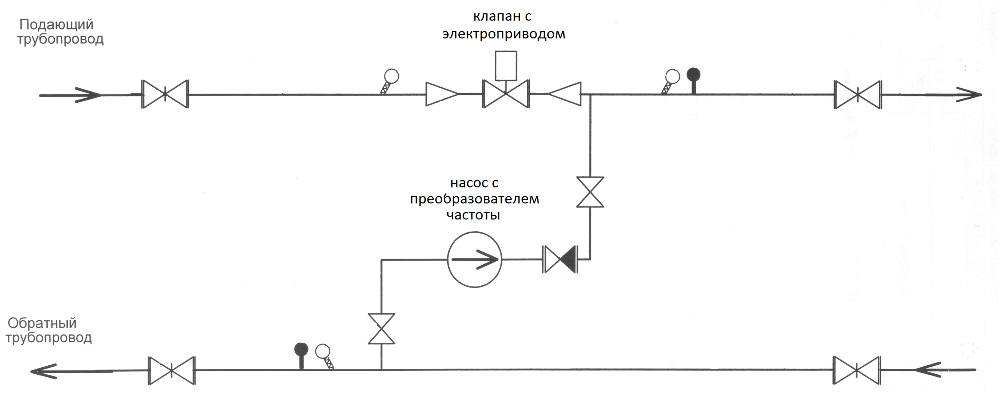 Подающий
трубопровод
клапан с
электроприводом
насос с
преобразователем
частоты
Обратный
трубопровод